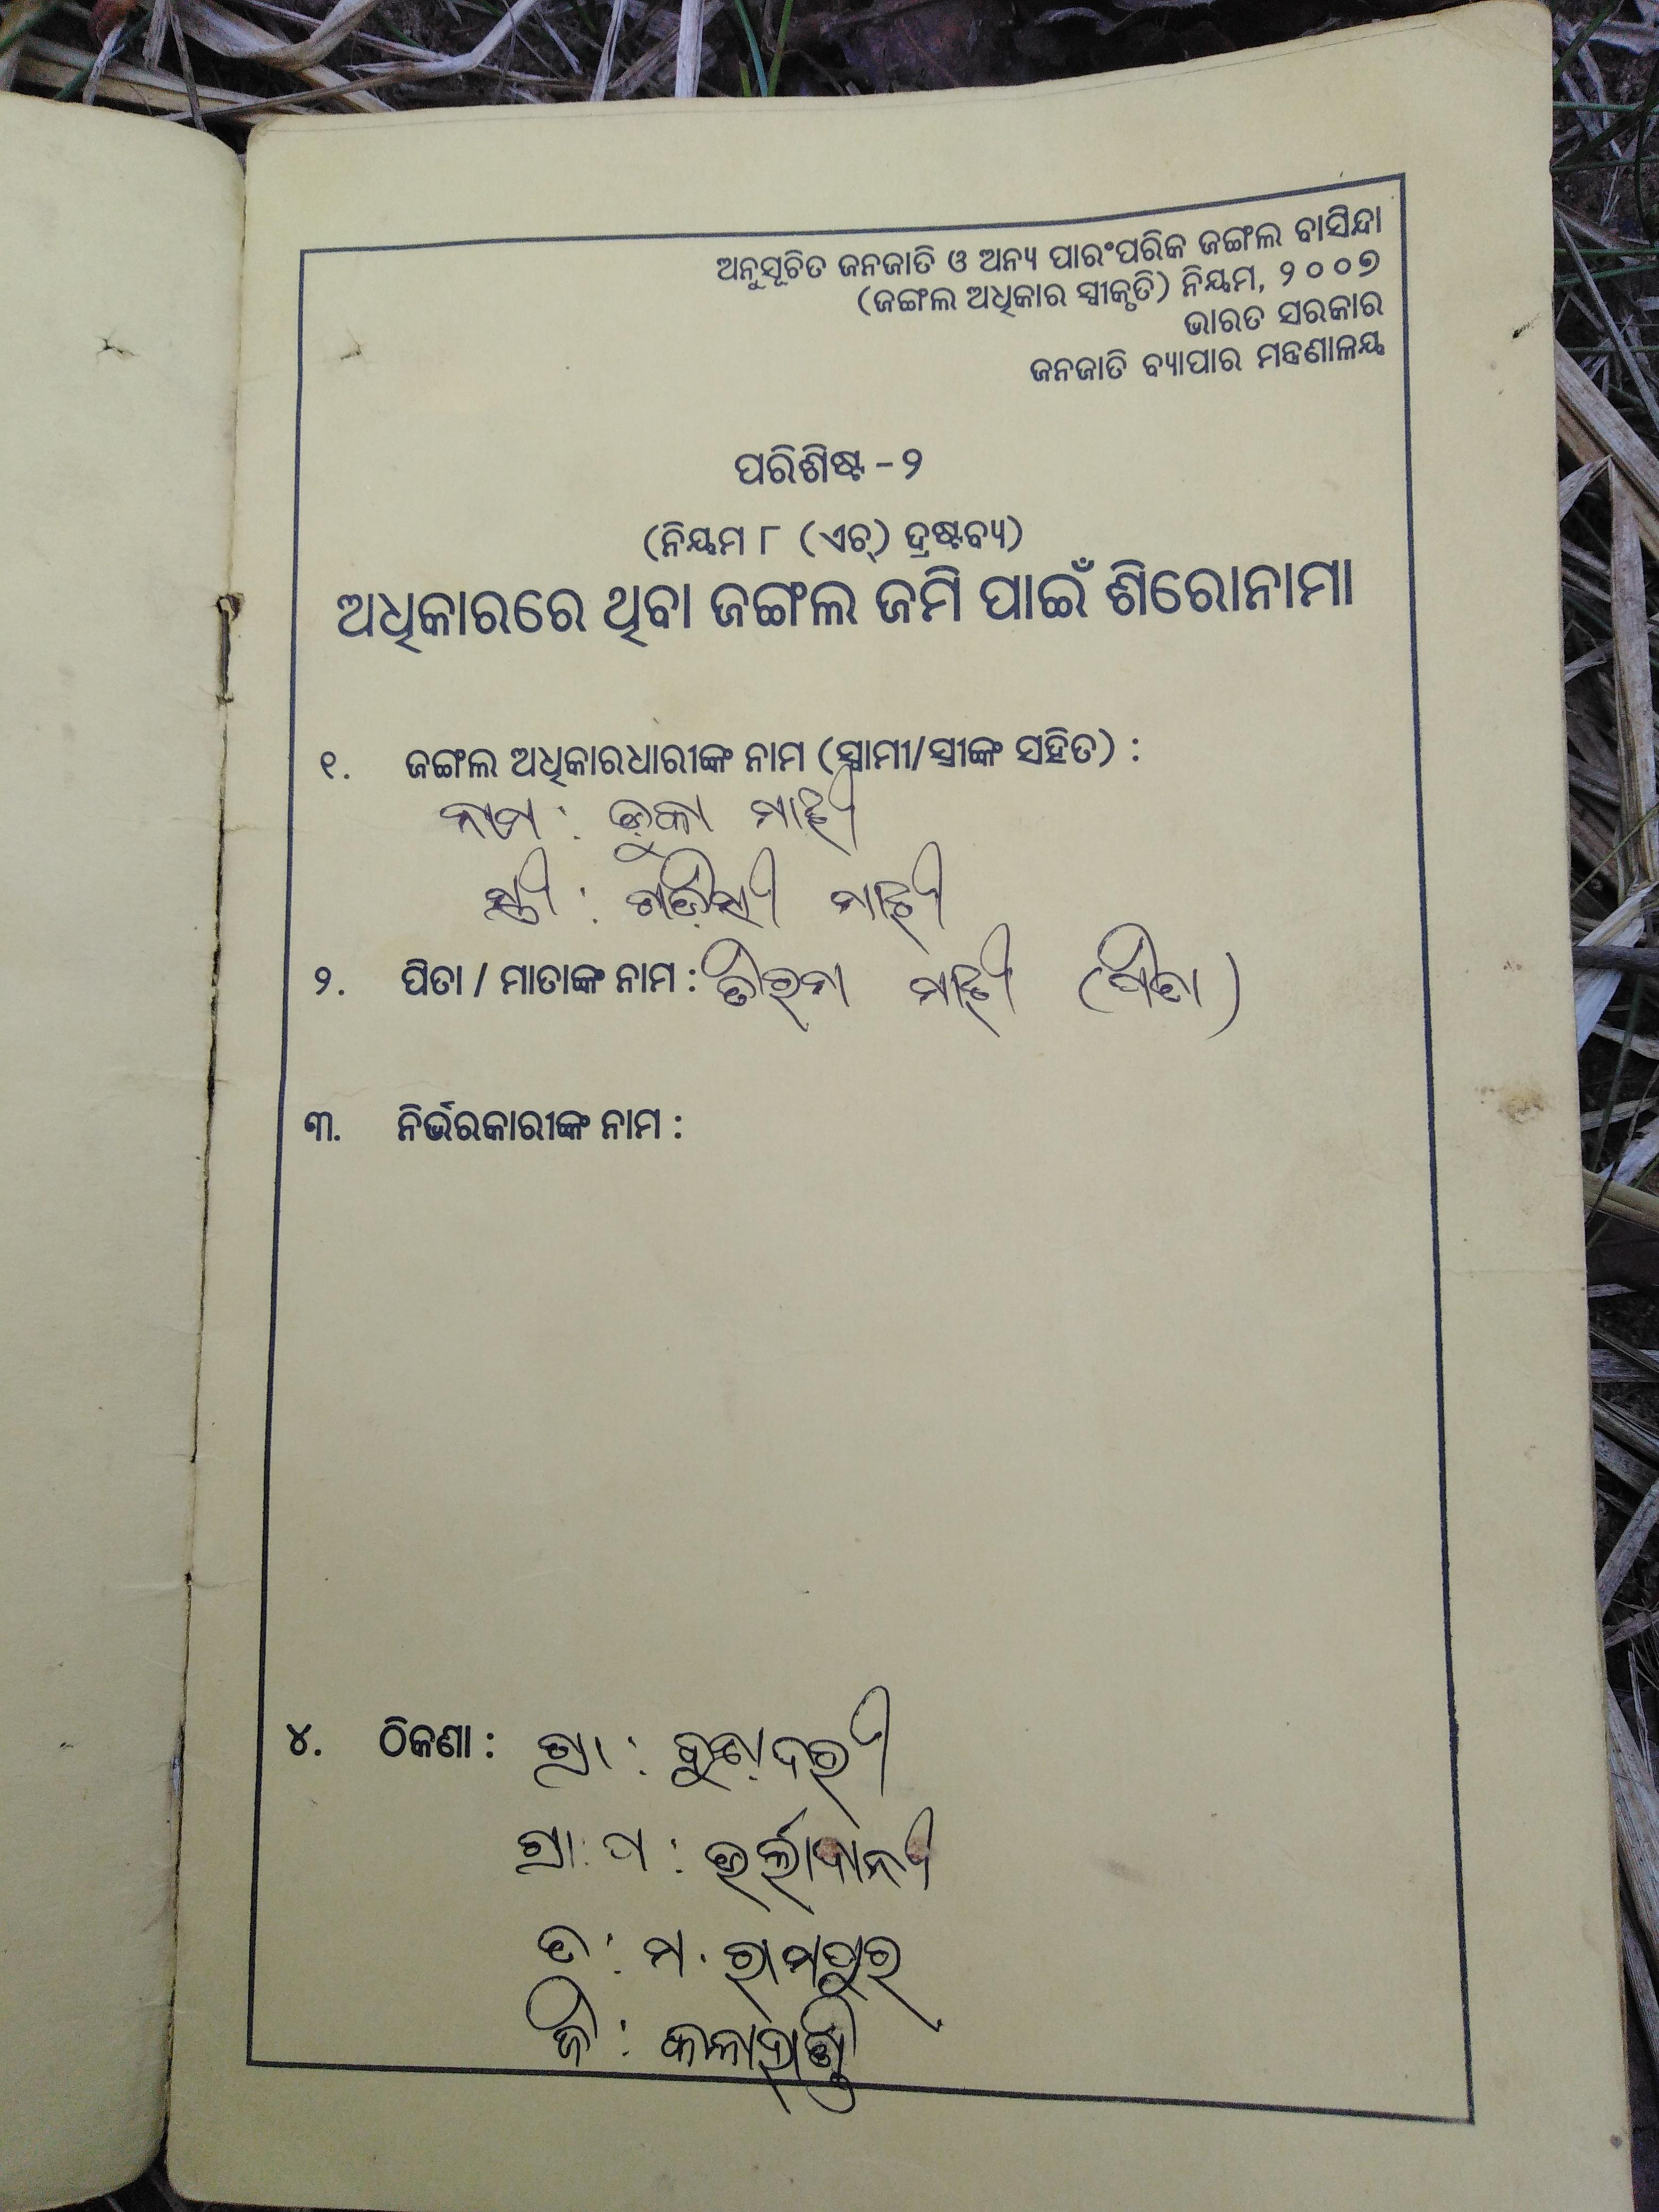 ଅନୁସୂଚିତ ଜନଜାତି ଓ ଅନ୍ୟ ପାରଂପରିକ ଜଙ୍ଗଲ ବାସିନ୍ଦା
(ଜଙ୍ଗଲ ଅଧିକାର ସ୍ୱୀକୃତି) ନିୟମ, ୨୦୦୭
ଭାରତ ସରକାର
ଜନଜାତି ବ୍ୟାପାର ମନ୍ତ୍ରଣାଳୟ
ପରିଶିଷ୍ଟ - ୨
(ନିୟମ ୮ (ଏଚ୍) ଦ୍ରଷ୍ଟବ୍ୟ)
ଅଧିକାରରେ ଥିବା ଜଙ୍ଗଲ ଜମି ପାଇଁ ଶିରୋନାମା
୧. ଜଙ୍ଗଲ ଅଧିକାରଧାରୀଙ୍କ ନାମ (ସ୍ୱାମୀ/ସ୍ତ୍ରୀଙ୍କ ସହିତ) :
ନାମ : ମାଝୀ
ସ୍ତ୍ରୀ : ମାଝୀ
୨. ପିତା / ମାତାଙ୍କ ନାମ : ମାଝୀ (ପିତା)
୩. ନିର୍ଭରକାରୀଙ୍କ ନାମ :
୪. ଠିକଣା : ଗ୍ରା :
ଗ୍ରା : ପ :
ତ : ମ. ରାମପୁର
ଜି : କଳାହାଣ୍ଡି